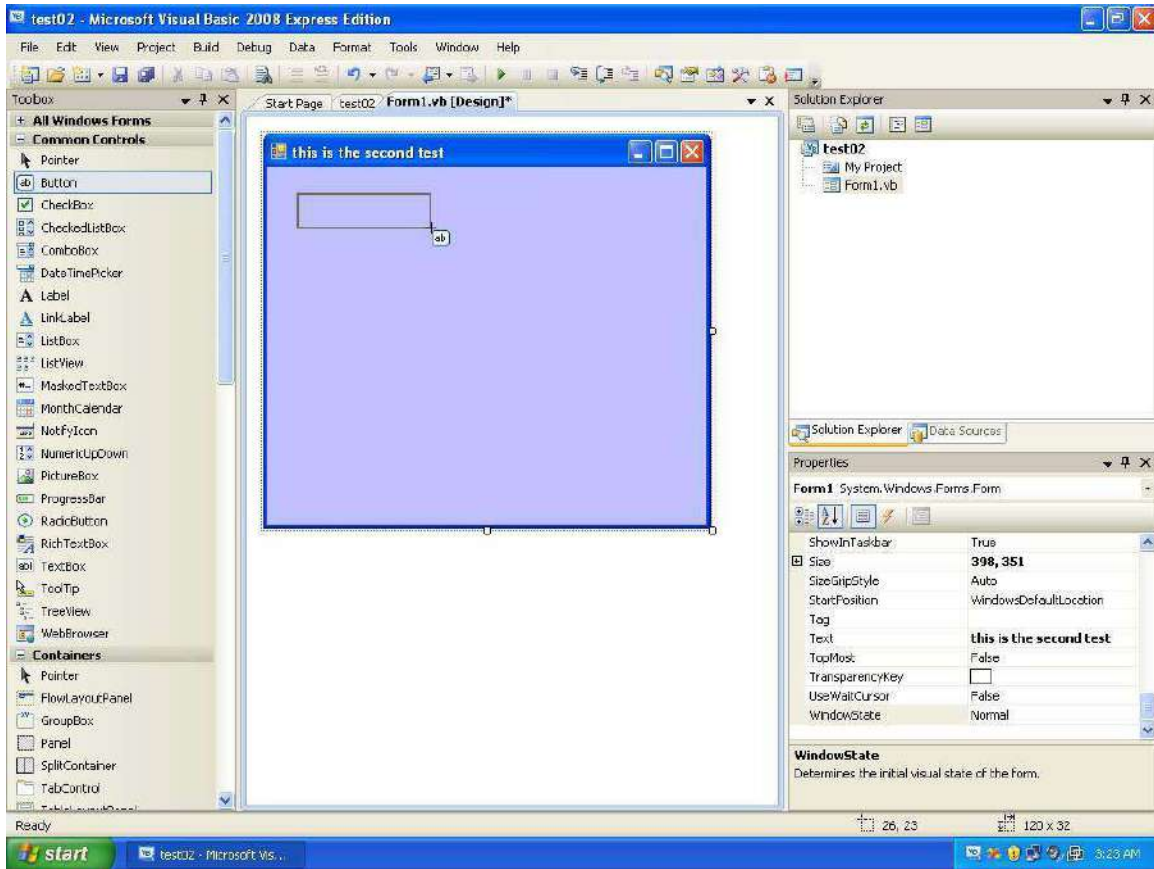 test02 - Microsoft Visual Basic 2008 Express Edition
File Edit View Project Build Debug Data Format Tools Window Help
Toolbox
All Windows Forms
Common Controls
Pointer
Button
CheckBox
CheckedListBox
ComboBox
DateTimePicker
Label
LinkLabel
ListBox
ListView
MaskedTextBox
MonthCalendar
NotifyIcon
NumericUpDown
PictureBox
ProgressBar
RadioButton
RichTextBox
TextBox
ToolTip
TreeView
WebBrowser
Containers
Pointer
FlowLayoutPanel
GroupBox
Panel
SplitContainer
TabControl
Start Page test02 Form1.vb [Design]*
this is the second test
ab
Solution Explorer
test02
My Project
Form1.vb
Solution Explorer Data Sources
Properties
Form1 System.Windows.Forms.Form
ShowInTaskbar True
Size 398, 351
SizeGripStyle Auto
StartPosition WindowsDefaultLocation
Tag
Text this is the second test
TopMost False
TransparencyKey
UseWaitCursor False
WindowState Normal
WindowState
Determines the initial visual state of the form.
Ready 26, 23 120 x 32
start test02 - Microsoft Vis... 3:23 AM